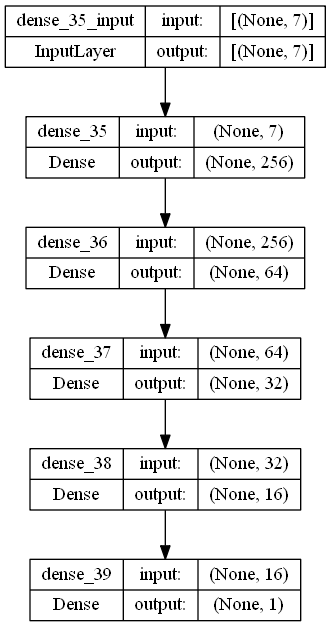 dense_35_input input: [(None, 7)]
InputLayer output: [(None, 7)]
dense_35 input: (None, 7)
Dense output: (None, 256)
dense_36 input: (None, 256)
Dense output: (None, 64)
dense_37 input: (None, 64)
Dense output: (None, 32)
dense_38 input: (None, 32)
Dense output: (None, 16)
dense_39 input: (None, 16)
Dense output: (None, 1)